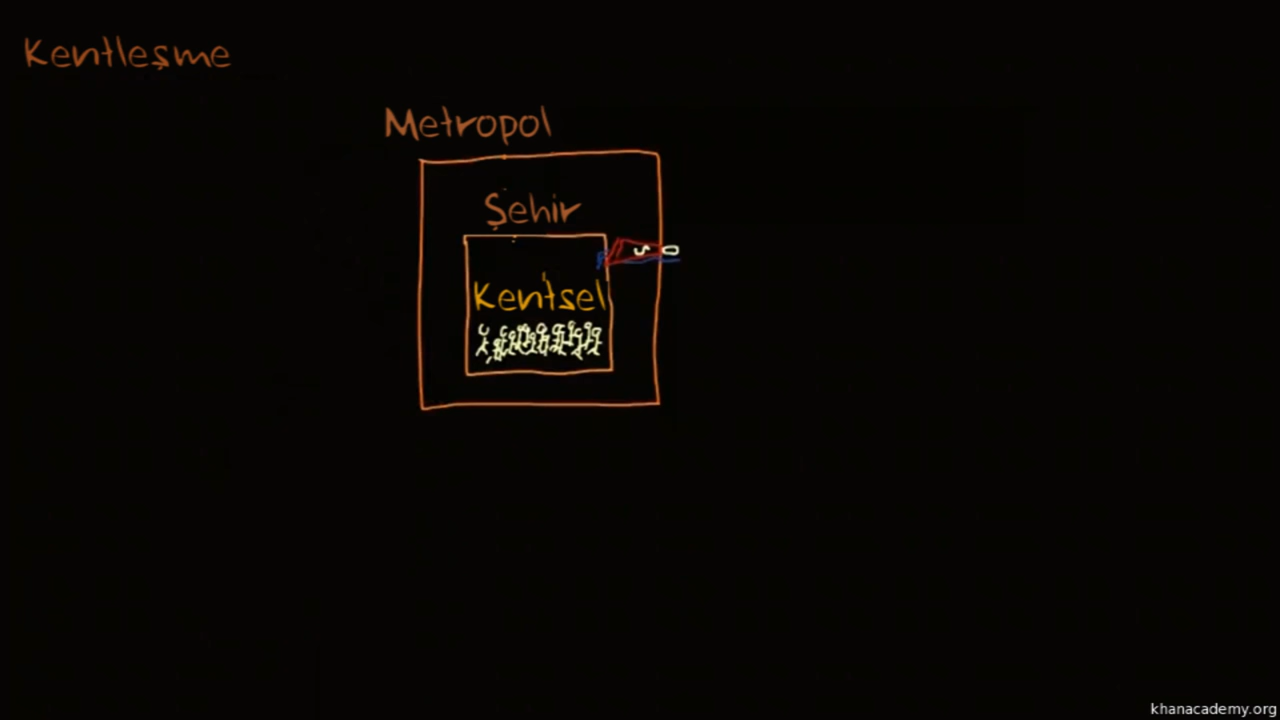 Kentleşme
Metropol
Şehir
Kentsel
khanacademy.org